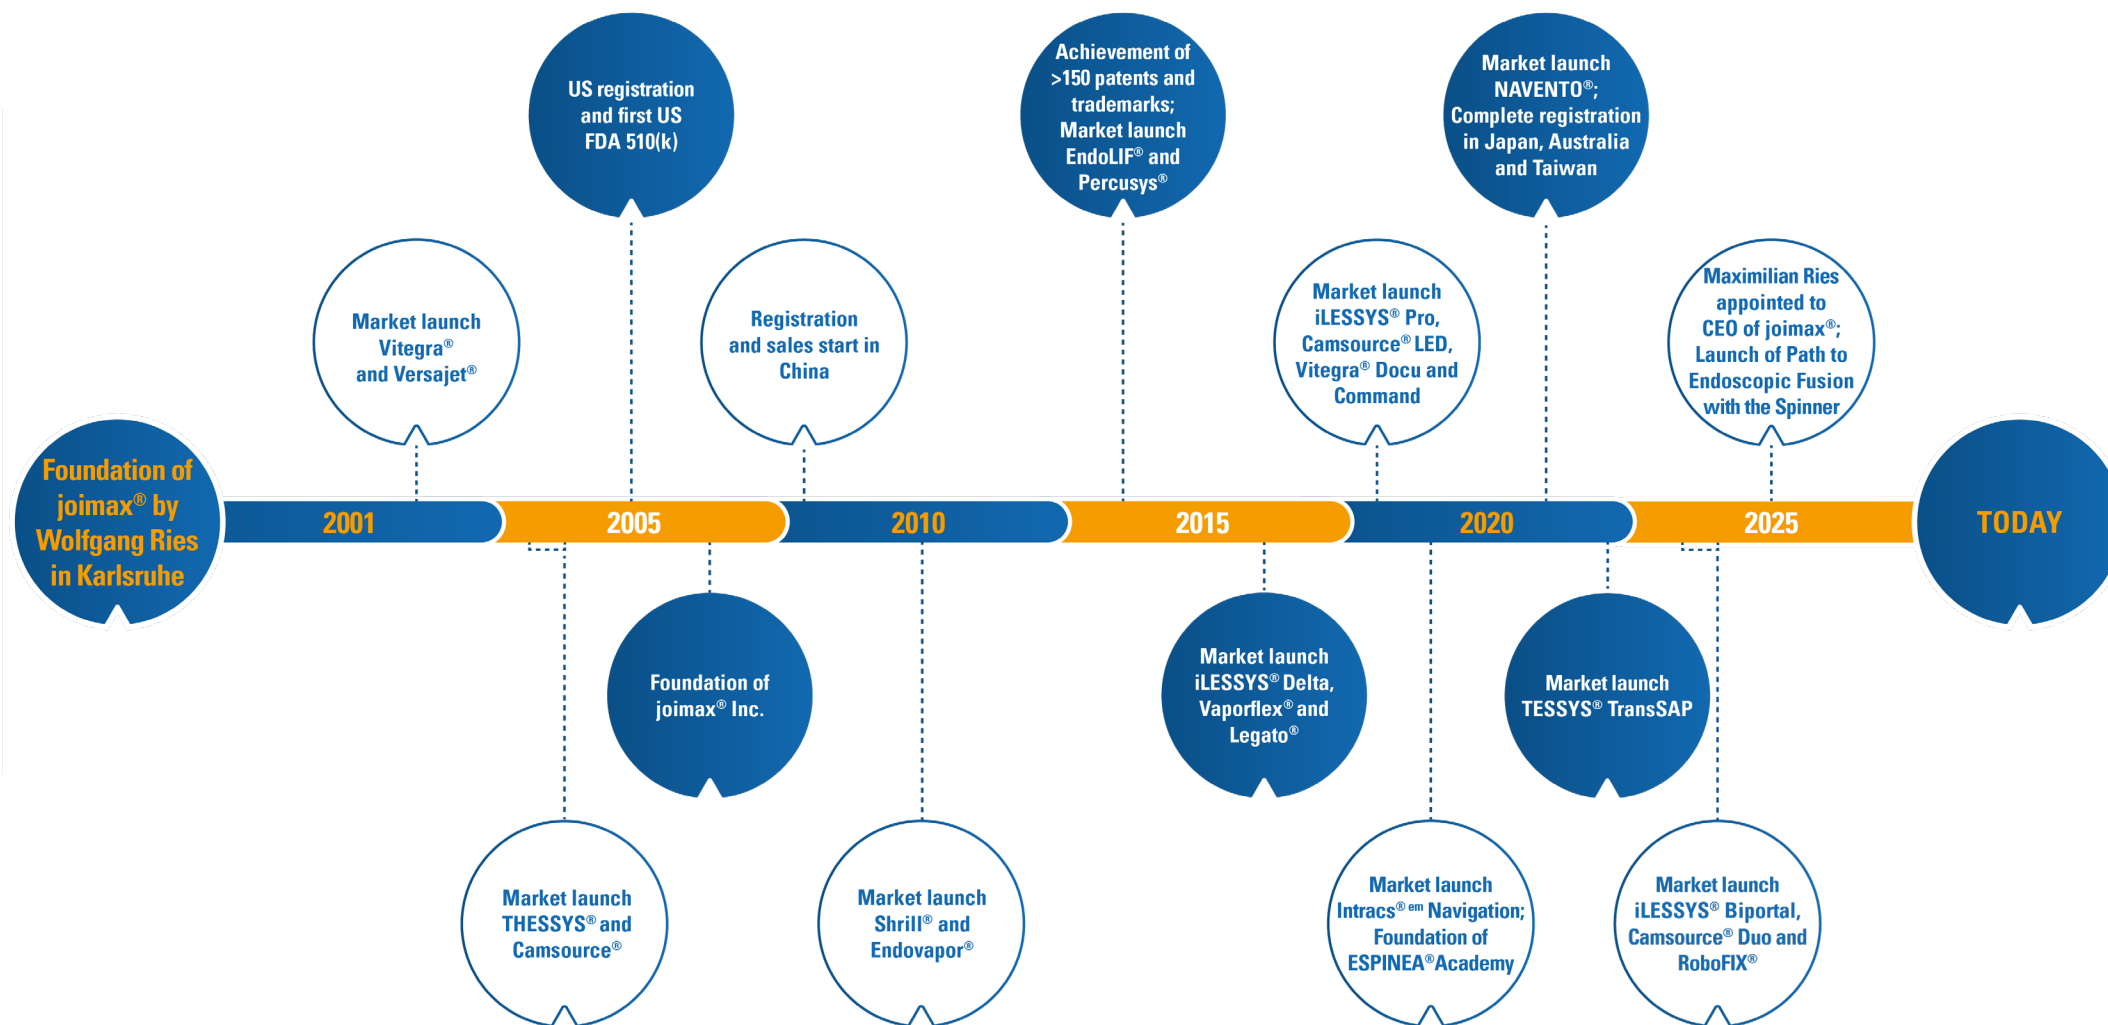 US registration
and first US
FDA 510(k)
Achievement of
>150 patents and
trademarks;
Market launch
EndoLIF® and
Percusys®
Market launch
NAVENTO®;
Complete registration
in Japan, Australia
and Taiwan
Market launch
Vitegra®
and Versajet®
Registration
and sales start in
China
Market launch
iLESSYS® Pro,
Camsource® LED,
Vitegra® Docu and
Command
Maximilian Ries
appointed to
CEO of joimax®;
Launch of Path to
Endoscopic Fusion
with the Spinner
Foundation of
joimax® by
Wolfgang Ries
in Karlsruhe
2001
2005
2010
2015
2020
2025
TODAY
Foundation of
joimax® Inc.
Market launch
iLESSYS® Delta,
Vaporflex® and
Legato®
Market launch
TESSYS® TransSAP
Market launch
THESSYS® and
Camsource®
Market launch
Shrill® and
Endovapor®
Market launch
Intracs® em Navigation;
Foundation of
ESPINEA® Academy
Market launch
iLESSYS® Biportal,
Camsource® Duo and
RoboFIX®